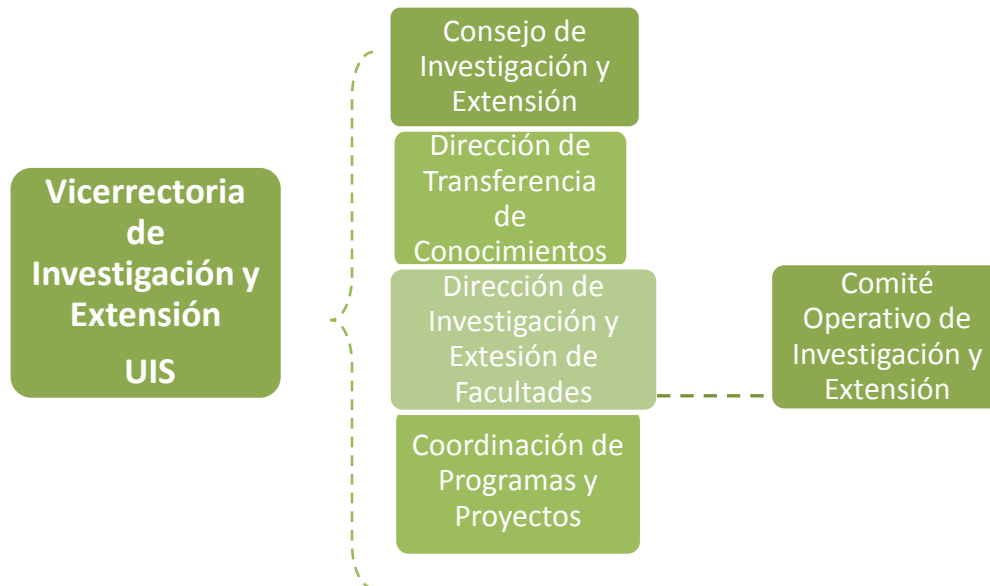 Vicerrectoria
de
Investigación y
Extensión
UIS
Consejo de
Investigación y
Extensión
Dirección de
Transferencia
de
Conocimientos
Dirección de
Investigación y
Extesión de
Facultades
Coordinación de
Programas y
Proyectos
Comité
Operativo de
Investigación y
Extensión